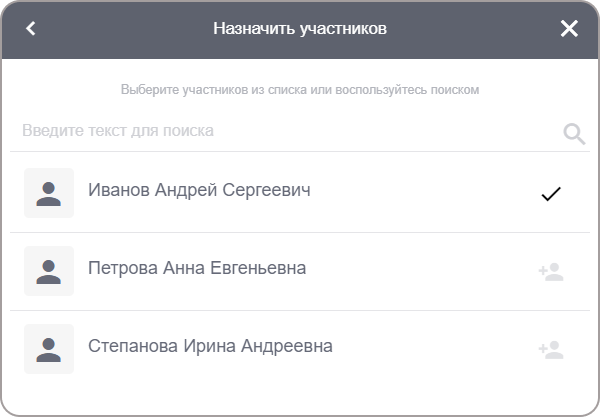 Назначить участников
Выберите участников из списка или воспользуйтесь поиском
Введите текст для поиска
Иванов Андрей Сергеевич
Петрова Анна Евгеньевна
Степанова Ирина Андреевна